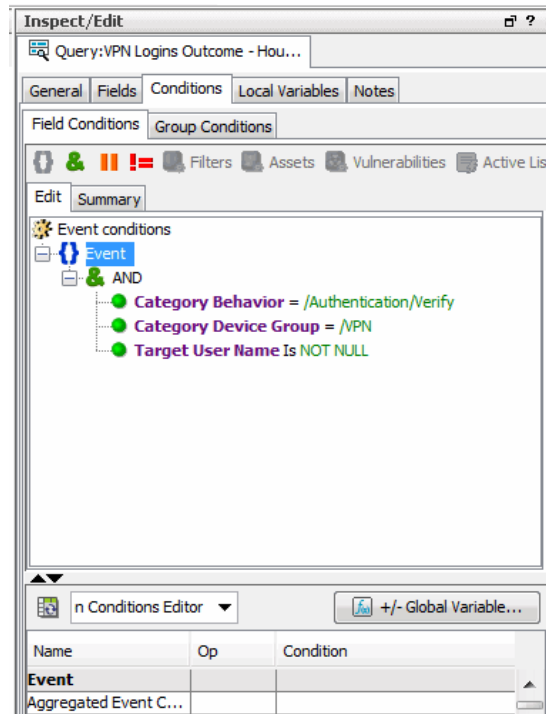 Inspect/Edit ?
Query:VPN Logins Outcome - Hou...
General Fields Conditions Local Variables Notes
Field Conditions Group Conditions
{} & || != Filters Assets Vulnerabilities Active Lis
Edit Summary
Event conditions
{} Event
& AND
Category Behavior = /Authentication/Verify
Category Device Group = /VPN
Target User Name Is NOT NULL
n Conditions Editor +/- Global Variable...
Name Op Condition
Event
Aggregated Event C...